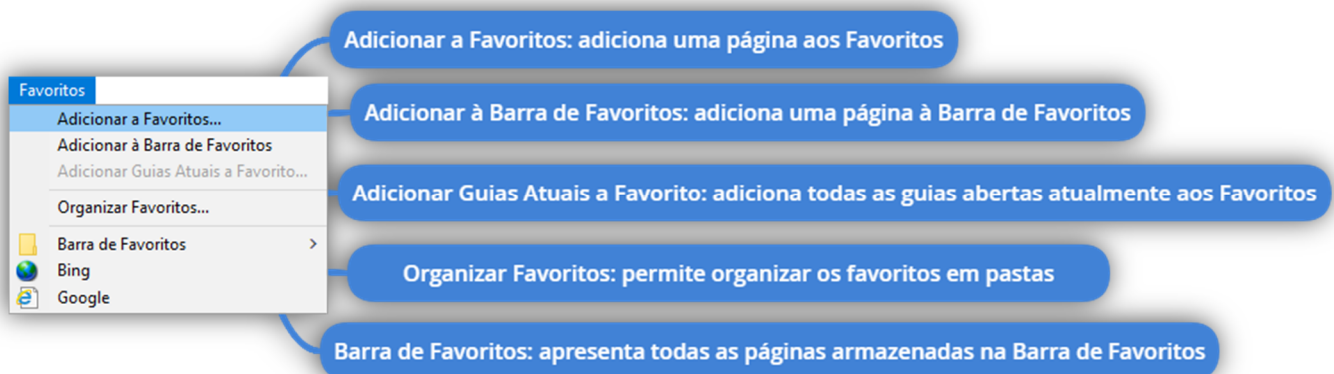 Favoritos
Adicionar a Favoritos...
Adicionar à Barra de Favoritos
Adicionar Guias Atuais a Favorito...
Organizar Favoritos...
Barra de Favoritos
Bing
Google
Adicionar a Favoritos: adiciona uma página aos Favoritos
Adicionar à Barra de Favoritos: adiciona uma página à Barra de Favoritos
Adicionar Guias Atuais a Favorito: adiciona todas as guias abertas atualmente aos Favoritos
Organizar Favoritos: permite organizar os favoritos em pastas
Barra de Favoritos: apresenta todas as páginas armazenadas na Barra de Favoritos